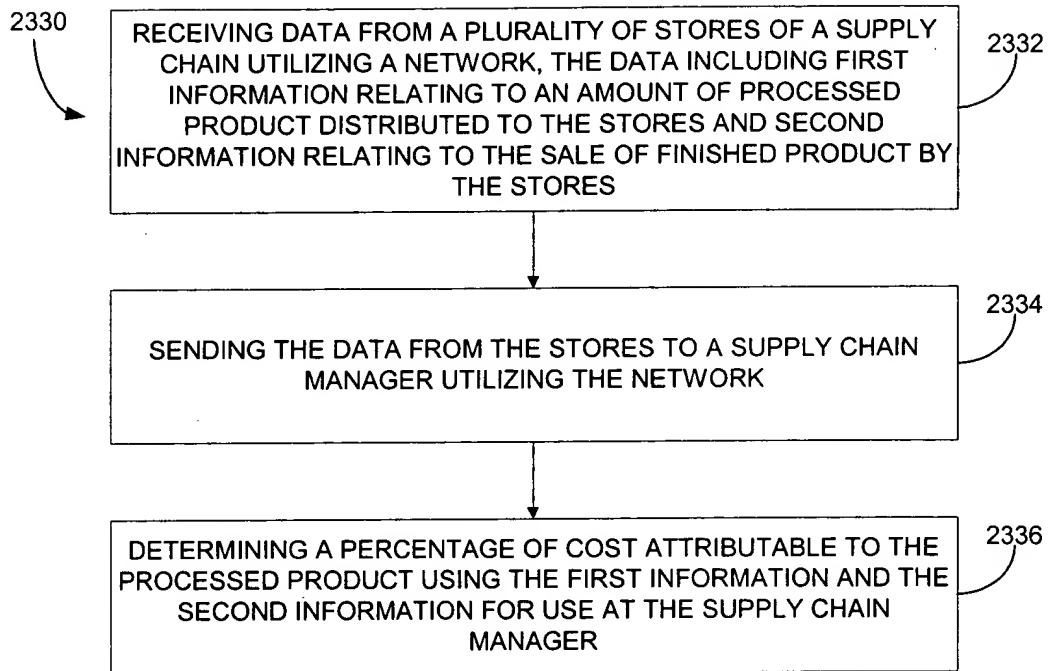 2330
RECEIVING DATA FROM A PLURALITY OF STORES OF A SUPPLY
CHAIN UTILIZING A NETWORK, THE DATA INCLUDING FIRST
INFORMATION RELATING TO AN AMOUNT OF PROCESSED
PRODUCT DISTRIBUTED TO THE STORES AND SECOND
INFORMATION RELATING TO THE SALE OF FINISHED PRODUCT BY
THE STORES
2332
SENDING THE DATA FROM THE STORES TO A SUPPLY CHAIN
MANAGER UTILIZING THE NETWORK
2334
DETERMINING A PERCENTAGE OF COST ATTRIBUTABLE TO THE
PROCESSED PRODUCT USING THE FIRST INFORMATION AND THE
SECOND INFORMATION FOR USE AT THE SUPPLY CHAIN
MANAGER
2336